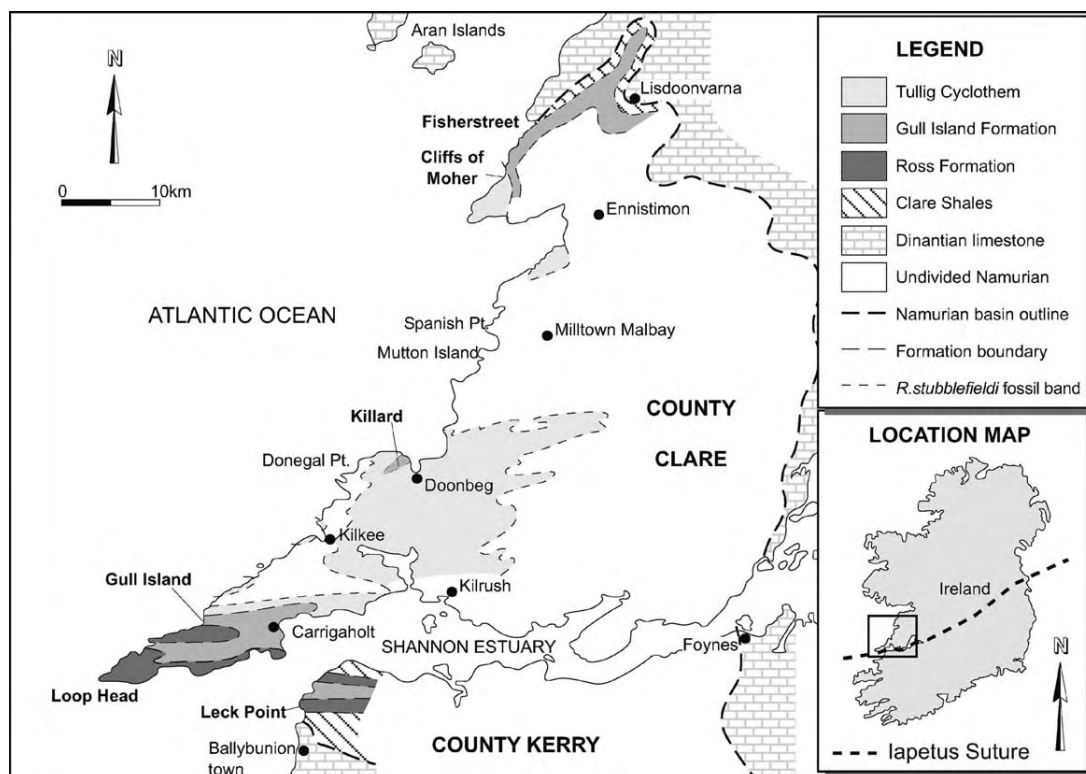 Aran Islands
N
Lisdoonvarna
Fisherstreet
Cliffs of
Moher
0 10km
Ennistimon
ATLANTIC OCEAN
Spanish Pt.
Milltown Malbay
Mutton Island
COUNTY
CLARE
Killard
Donegal Pt.
Doonbeg
Kilkee
Gull Island
Kilrush
Carrigaholt
SHANNON ESTUARY
Foynes
Loop Head
Leck Point
Ballybunion
town
COUNTY KERRY
LEGEND
Tullig Cyclothem
Gull Island Formation
Ross Formation
Clare Shales
Dinantian limestone
Undivided Namurian
Namurian basin outline
Formation boundary
R.stubblefieldi fossil band
LOCATION MAP
Ireland
N
Iapetus Suture